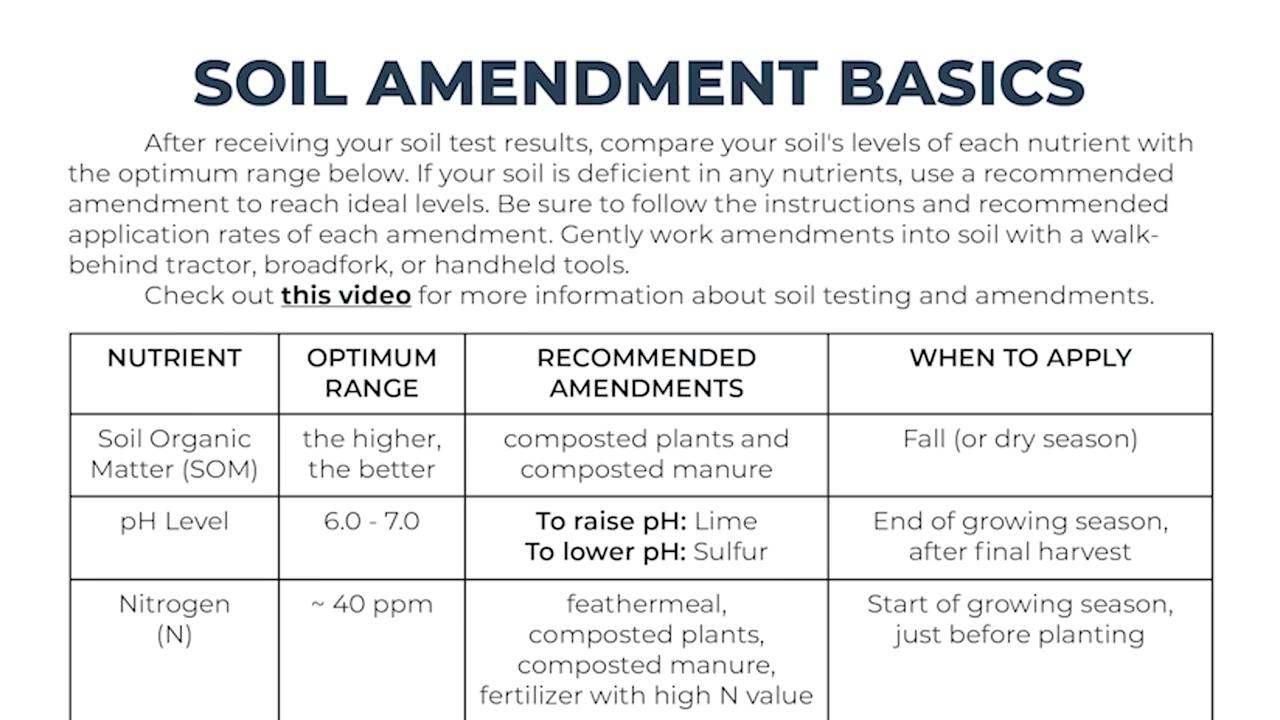 SOIL AMENDMENT BASICS
After receiving your soil test results, compare your soil's levels of each nutrient with
the optimum range below. If your soil is deficient in any nutrients, use a recommended
amendment to reach ideal levels. Be sure to follow the instructions and recommended
application rates of each amendment. Gently work amendments into soil with a walk-
behind tractor, broadfork, or handheld tools.
Check out this video for more information about soil testing and amendments.
NUTRIENT
OPTIMUM
RANGE
RECOMMENDED
AMENDMENTS
WHEN TO APPLY
Soil Organic
Matter (SOM)
the higher,
the better
composted plants and
composted manure
Fall (or dry season)
pH Level
6.0 - 7.0
To raise pH: Lime
To lower pH: Sulfur
End of growing season,
after final harvest
Nitrogen
(N)
~ 40 ppm
feathermeal,
composted plants,
composted manure,
fertilizer with high N value
Start of growing season,
just before planting